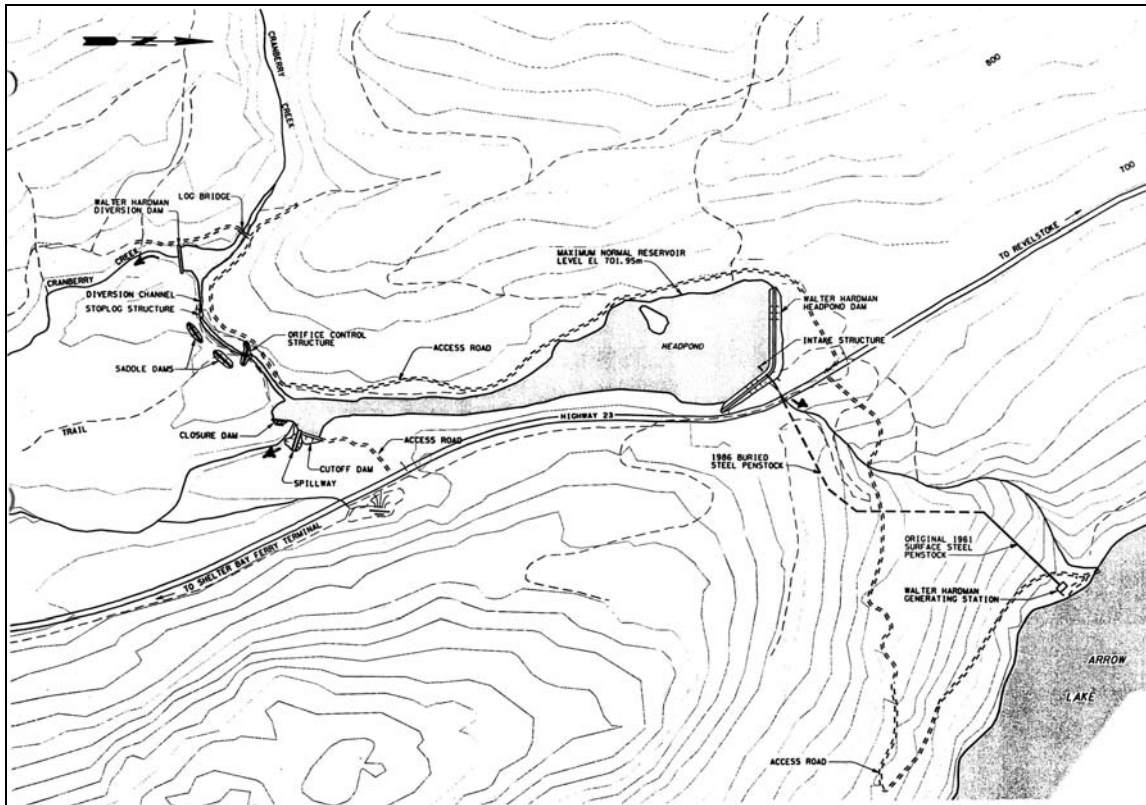 N
CRANBERRY
CREEK
800
700
LOG BRIDGE
WALTER HARDMAN
DIVERSION DAM
CRANBERRY
CREEK
DIVERSION CHANNEL
STOPLOG STRUCTURE
SADDLE DAMS
ORIFICE CONTROL
STRUCTURE
ACCESS ROAD
MAXIMUM NORMAL RESERVOIR
LEVEL EL 701.95m
HEADPOND
WALTER HARDMAN
HEADPOND DAM
INTAKE STRUCTURE
TO REVELSTOKE
HIGHWAY 23
TRAIL
CLOSURE DAM
SPILLWAY
CUTOFF DAM
ACCESS ROAD
1986 BURIED
STEEL PENSTOCK
TO SHELTER BAY FERRY TERMINAL
ORIGINAL 1961
SURFACE STEEL
PENSTOCK
WALTER HARDMAN
GENERATING STATION
ARROW
LAKE
ACCESS ROAD